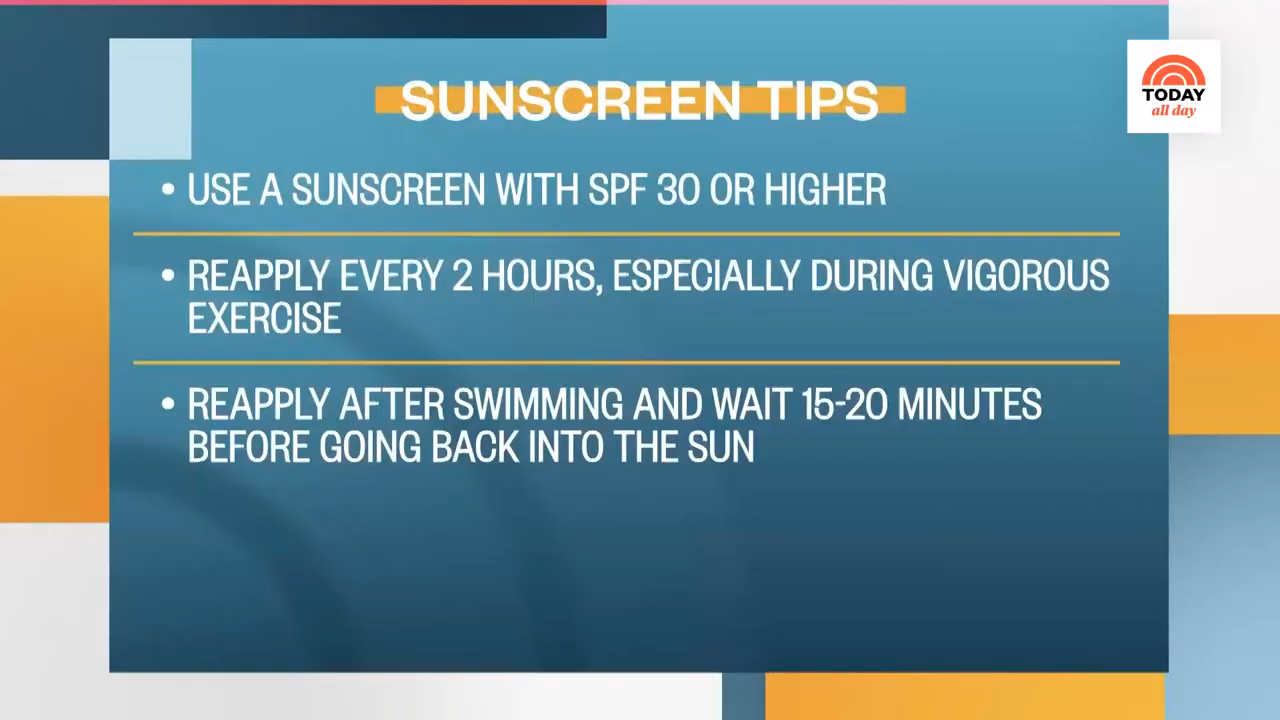 SUNSCREEN TIPS
TODAY
all day
• USE A SUNSCREEN WITH SPF 30 OR HIGHER
• REAPPLY EVERY 2 HOURS, ESPECIALLY DURING VIGOROUS
EXERCISE
• REAPPLY AFTER SWIMMING AND WAIT 15-20 MINUTES
BEFORE GOING BACK INTO THE SUN